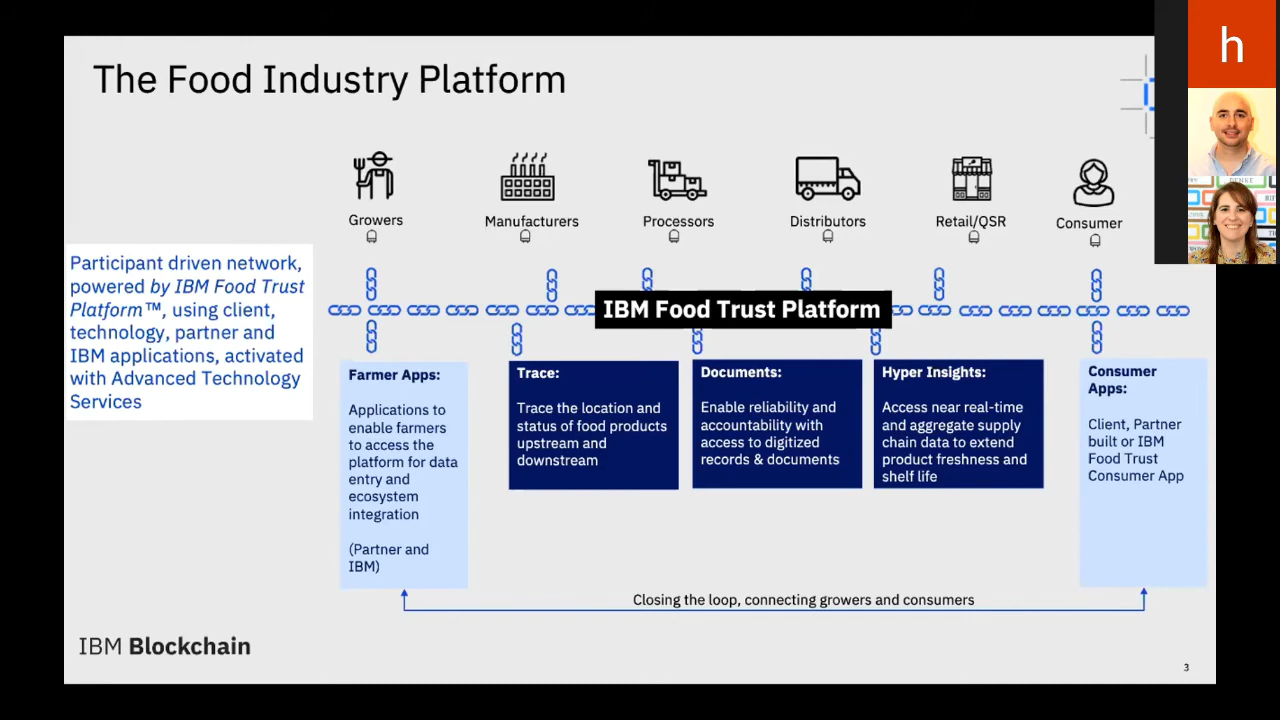 The Food Industry Platform
h
Growers
Manufacturers
Processors
Distributors
Retail/QSR
Consumer
Participant driven network,
powered by IBM Food Trust
Platform™, using client,
technology, partner and
IBM applications, activated
with Advanced Technology
Services
IBM Food Trust Platform
Farmer Apps:
Applications to
enable farmers
to access the
platform for data
entry and
ecosystem
integration
(Partner and
IBM)
Trace:
Trace the location and
status of food products
upstream and
downstream
Documents:
Enable reliability and
accountability with
access to digitized
records & documents
Hyper Insights:
Access near real-time
and aggregate supply
chain data to extend
product freshness and
shelf life
Consumer
Apps:
Client, Partner
built or IBM
Food Trust
Consumer App
Closing the loop, connecting growers and consumers
IBM Blockchain
3